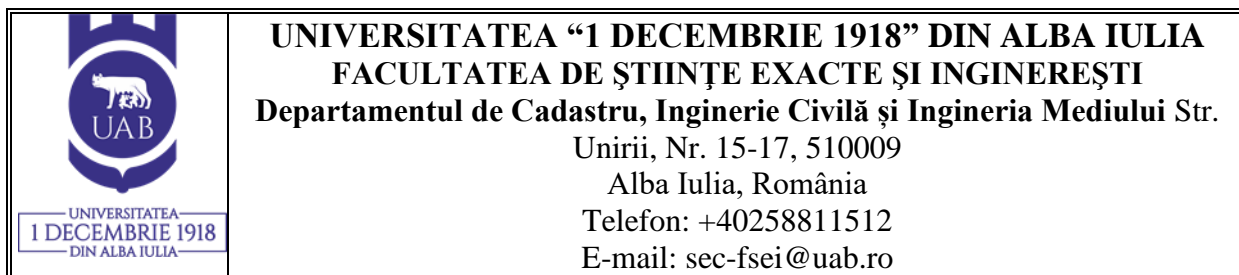 UAB
UNIVERSITATEA
1 DECEMBRIE 1918
DIN ALBA IULIA
UNIVERSITATEA “1 DECEMBRIE 1918” DIN ALBA IULIA
FACULTATEA DE ŞTIINŢE EXACTE ŞI INGINEREŞTI
Departamentul de Cadastru, Inginerie Civilă și Ingineria Mediului Str.
Unirii, Nr. 15-17, 510009
Alba Iulia, România
Telefon: +40258811512
E-mail: sec-fsei@uab.ro